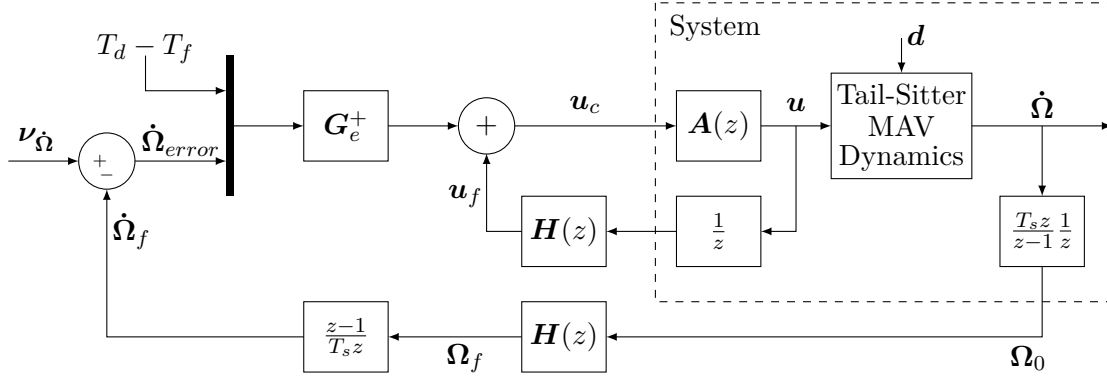 System
T_d − T_f
d
ν_Ω̇
+
−
Ω̇_error
G_e^+
+
u_c
A(z)
u
Tail-Sitter
MAV
Dynamics
Ω̇
u_f
H(z)
1/z
T_s z/(z−1) 1/z
Ω̇_f
(z−1)/(T_s z)
Ω_f
H(z)
Ω_0